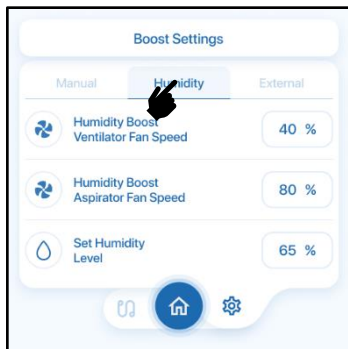 Boost Settings
Manual Humidity External
Humidity Boost
Ventilator Fan Speed
40 %
Humidity Boost
Aspirator Fan Speed
80 %
Set Humidity
Level
65 %